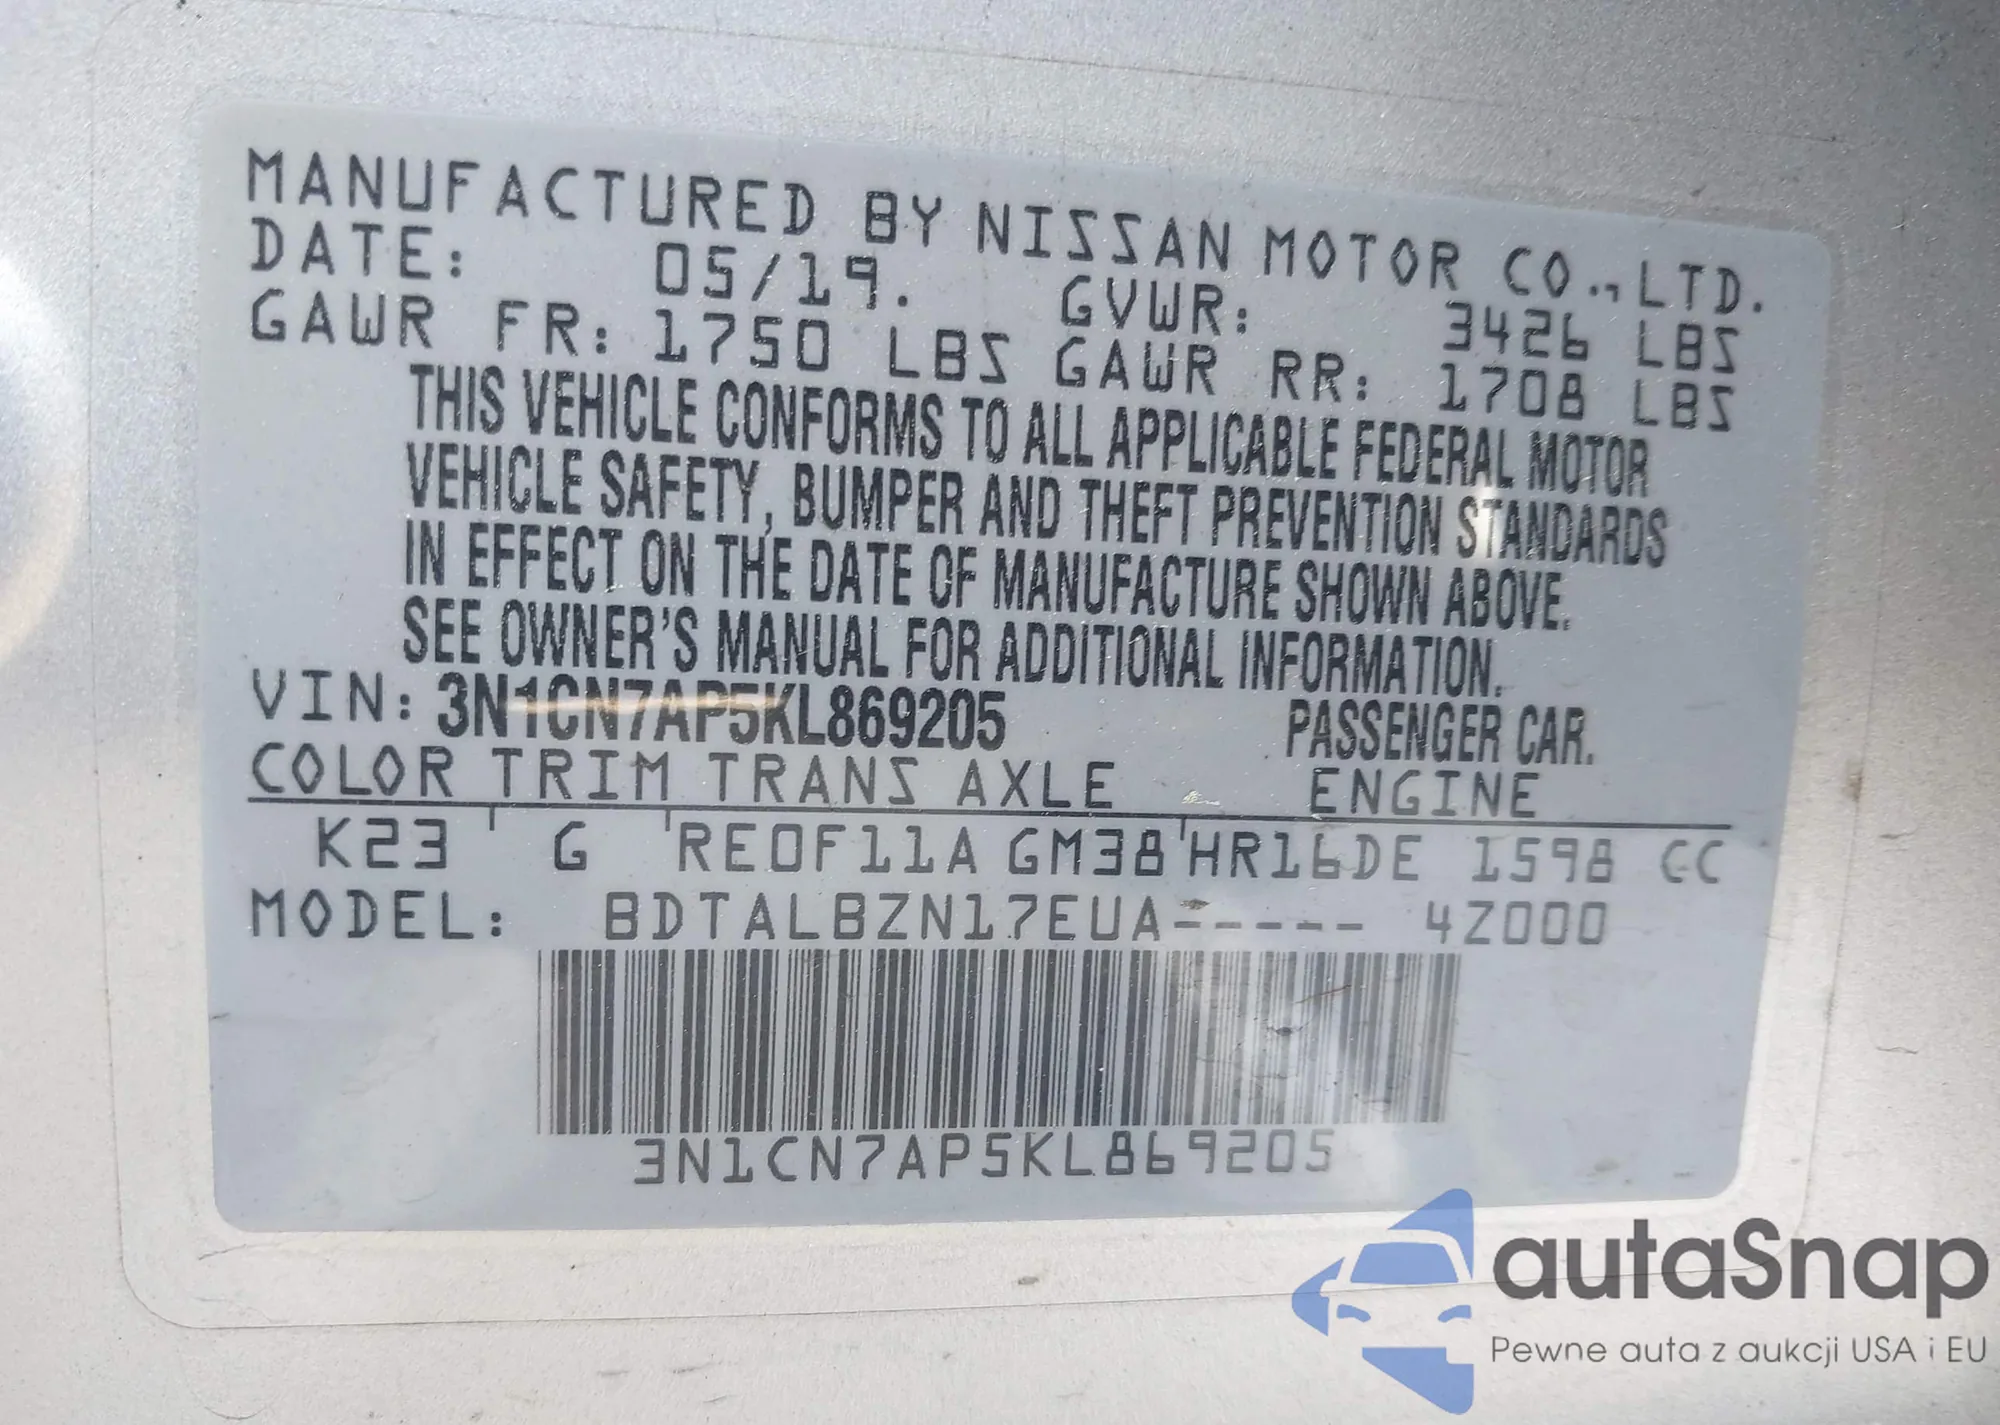 MANUFACTURED BY NISSAN MOTOR CO., LTD.
DATE: 05/19. GVWR: 3426 LBS
GAWR FR: 1750 LBS GAWR RR: 1708 LBS
THIS VEHICLE CONFORMS TO ALL APPLICABLE FEDERAL MOTOR
VEHICLE SAFETY, BUMPER AND THEFT PREVENTION STANDARDS
IN EFFECT ON THE DATE OF MANUFACTURE SHOWN ABOVE.
SEE OWNER'S MANUAL FOR ADDITIONAL INFORMATION.
VIN: 3N1CN7AP5KL869205 PASSENGER CAR.
COLOR TRIM TRANS AXLE ENGINE
K23 G RE0F11A GM38 HR16DE 1598 CC
MODEL: BDTALBZN17EUA----- 4Z000
3N1CN7AP5KL869205
autaSnap
Pewne auta z aukcji USA i EU